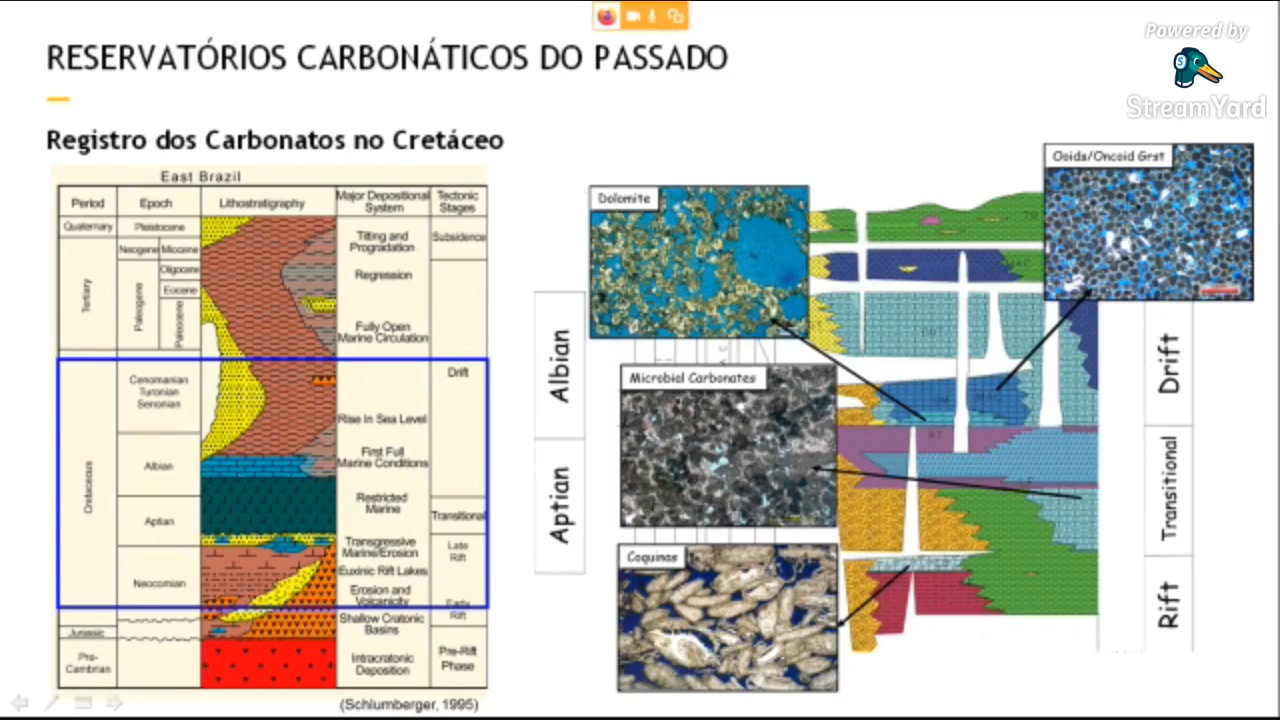 Powered by
StreamYard
RESERVATÓRIOS CARBONÁTICOS DO PASSADO
Registro dos Carbonatos no Cretáceo
East Brazil
Period
Epoch
Lithostratigraphy
Major Depositional
System
Tectonic
Stages
Quaternary
Pleistocene
Neogene
Miocene
Tertiary
Paleogene
Oligocene
Eocene
Paleocene
Tilting and
Progradation
Subsidence
Regression
Fully Open
Marine Circulation
Cretaceous
Cenomanian
Turonian
Senonian
Drift
Rise In Sea Level
Albian
First Full
Marine Conditions
Aptian
Restricted
Marine
Transitional
Transgressive
Marine/Erosion
Late
Rift
Neocomian
Euxinic Rift Lakes
Erosion and
Volcanicity
Early
Rift
Jurassic
Shallow Cratonic
Basins
Pre-
Cambrian
Intracratonic
Deposition
Pre-Rift
Phase
(Schlumberger, 1995)
Albian
Aptian
Dolomite
Microbial Carbonates
Coquinas
Ooids/Oncoid Grst
Drift
Transitional
Rift